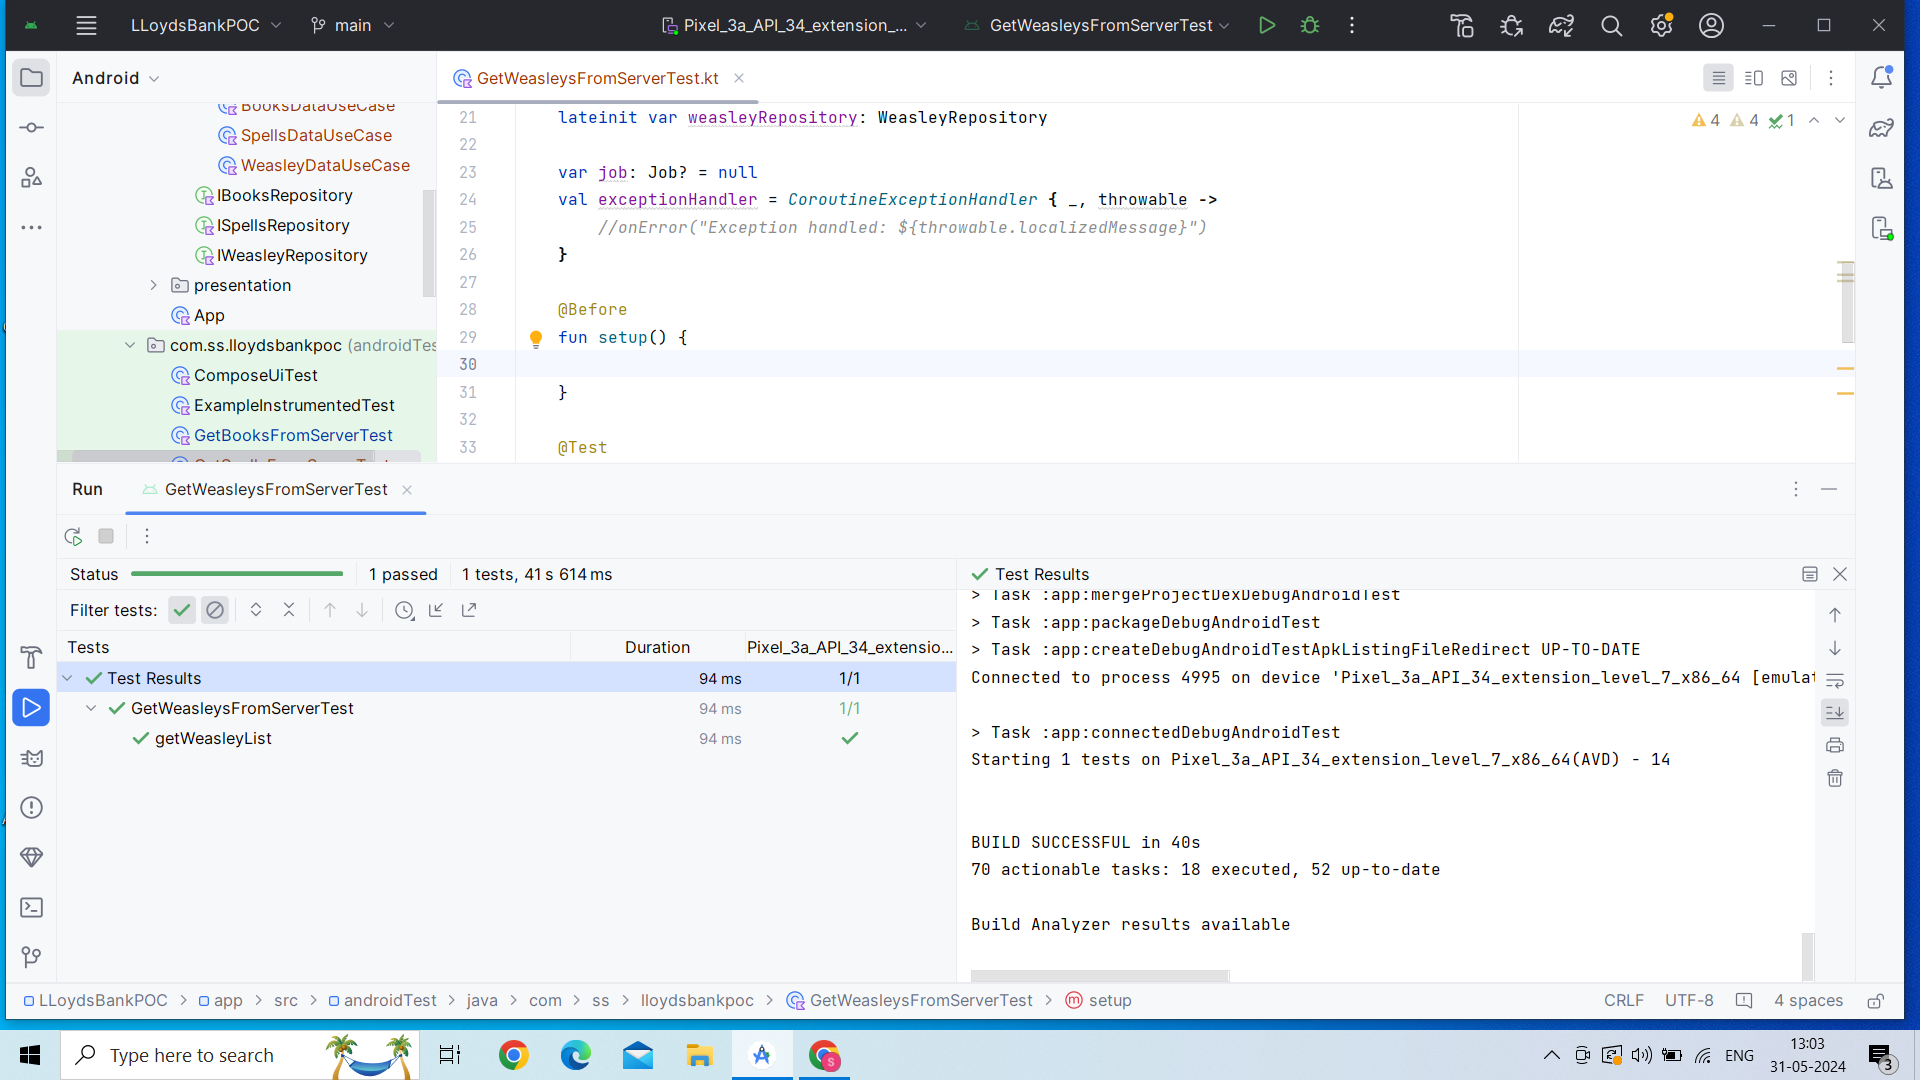 LLoydsBankPOC
main
Pixel_3a_API_34_extension_...
GetWeasleysFromServerTest
Android
GetWeasleysFromServerTest.kt
BooksDataUseCase
SpellsDataUseCase
WeasleyDataUseCase
IBooksRepository
ISpellsRepository
IWeasleyRepository
presentation
App
com.ss.lloydsbankpoc (androidTes
ComposeUiTest
ExampleInstrumentedTest
GetBooksFromServerTest
21 lateinit var weasleyRepository: WeasleyRepository
4 4 1
22
23 var job: Job? = null
24 val exceptionHandler = CoroutineExceptionHandler { _, throwable ->
25 //onError("Exception handled: ${throwable.localizedMessage}")
26 }
27
28 @Before
29 fun setup() {
30
31 }
32
33 @Test
Run
GetWeasleysFromServerTest
Status
1 passed
1 tests, 41 s 614 ms
Filter tests:
Tests Duration Pixel_3a_API_34_extensio...
Test Results 94 ms 1/1
GetWeasleysFromServerTest 94 ms 1/1
getWeasleyList 94 ms
Test Results
> Task :app:mergeProjectDexDebugAndroidTest
> Task :app:packageDebugAndroidTest
> Task :app:createDebugAndroidTestApkListingFileRedirect UP-TO-DATE
Connected to process 4995 on device 'Pixel_3a_API_34_extension_level_7_x86_64 [emulat
> Task :app:connectedDebugAndroidTest
Starting 1 tests on Pixel_3a_API_34_extension_level_7_x86_64(AVD) - 14
BUILD SUCCESSFUL in 40s
70 actionable tasks: 18 executed, 52 up-to-date
Build Analyzer results available
LLoydsBankPOC > app > src > androidTest > java > com > ss > lloydsbankpoc > GetWeasleysFromServerTest > m setup
CRLF UTF-8 4 spaces
Type here to search
S
ENG
13:03
31-05-2024
3